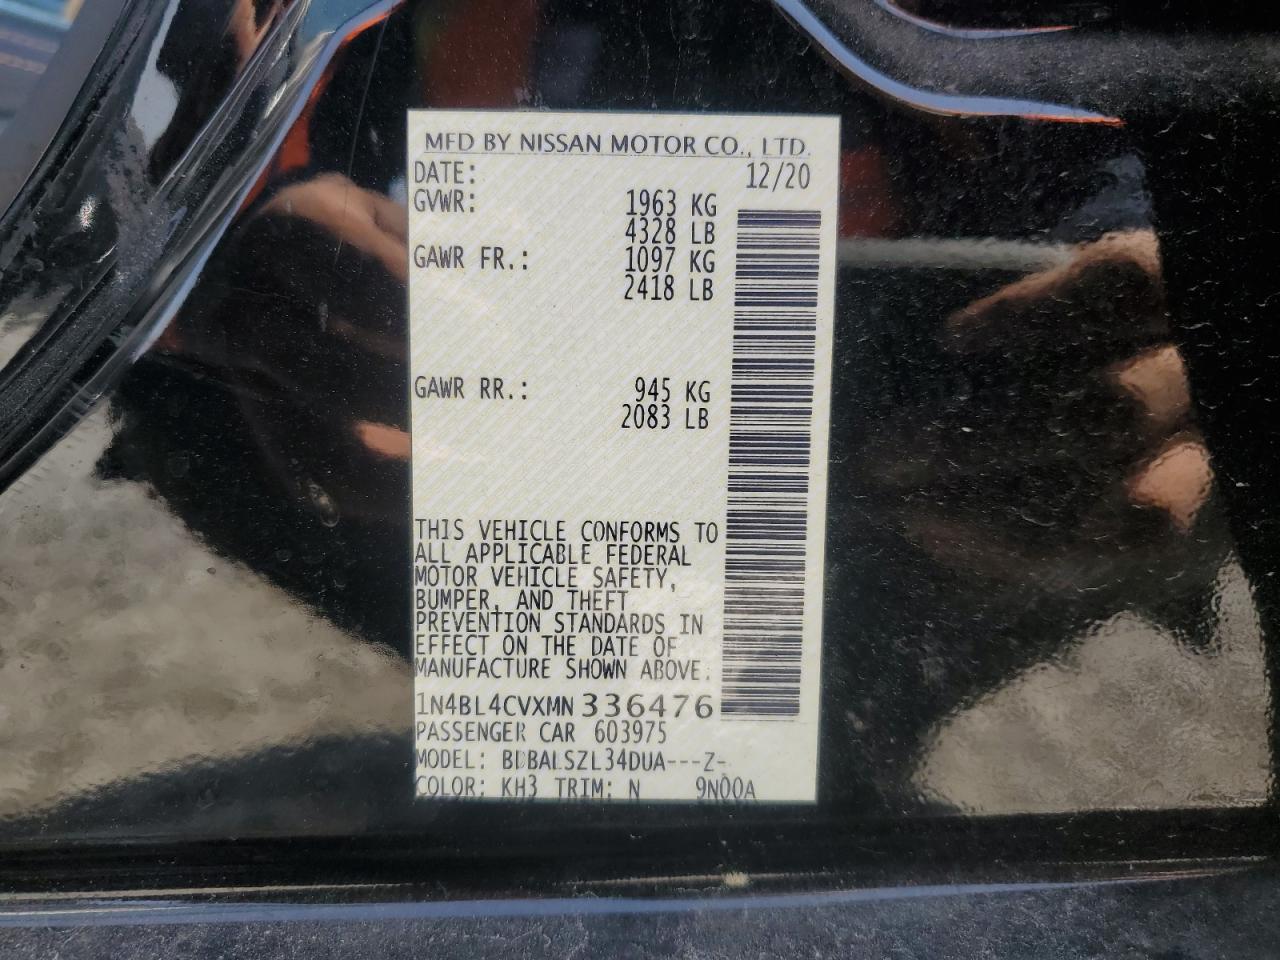 MFD BY NISSAN MOTOR CO., LTD.
DATE: 12/20
GVWR: 1963 KG
4328 LB
GAWR FR.: 1097 KG
2418 LB
GAWR RR.: 945 KG
2083 LB
THIS VEHICLE CONFORMS TO
ALL APPLICABLE FEDERAL
MOTOR VEHICLE SAFETY,
BUMPER, AND THEFT
PREVENTION STANDARDS IN
EFFECT ON THE DATE OF
MANUFACTURE SHOWN ABOVE.
1N4BL4CVXMN336476
PASSENGER CAR 603975
MODEL: BDBALSZL34DUA---Z-
COLOR: KH3 TRIM: N 9N00A